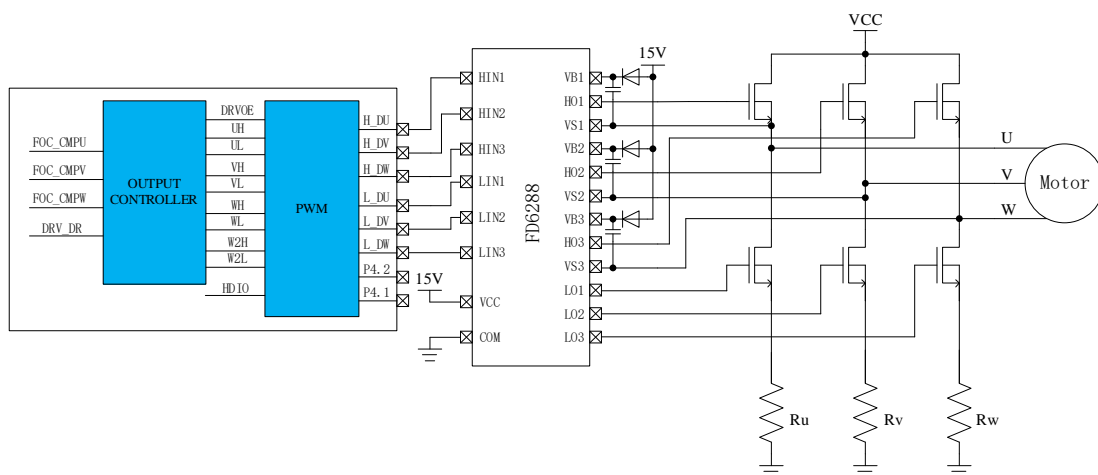 FOC_CMPU
FOC_CMPV
FOC_CMPW
DRV_DR
OUTPUT
CONTROLLER
DRVOE
UH
UL
VH
VL
WH
WL
W2H
W2L
HDIO
PWM
H_DU
H_DV
H_DW
L_DU
L_DV
L_DW
P4.2
P4.1
15V
HIN1
HIN2
HIN3
LIN1
LIN2
LIN3
VCC
COM
FD6288
VB1
HO1
VS1
VB2
HO2
VS2
VB3
HO3
VS3
LO1
LO2
LO3
15V
VCC
U
V
W
Motor
Ru
Rv
Rw